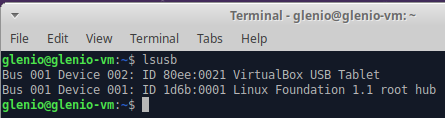 Terminal - glenio@glenio-vm: ~
File Edit View Terminal Tabs Help
glenio@glenio-vm:~$ lsusb
Bus 001 Device 002: ID 80ee:0021 VirtualBox USB Tablet
Bus 001 Device 001: ID 1d6b:0001 Linux Foundation 1.1 root hub
glenio@glenio-vm:~$